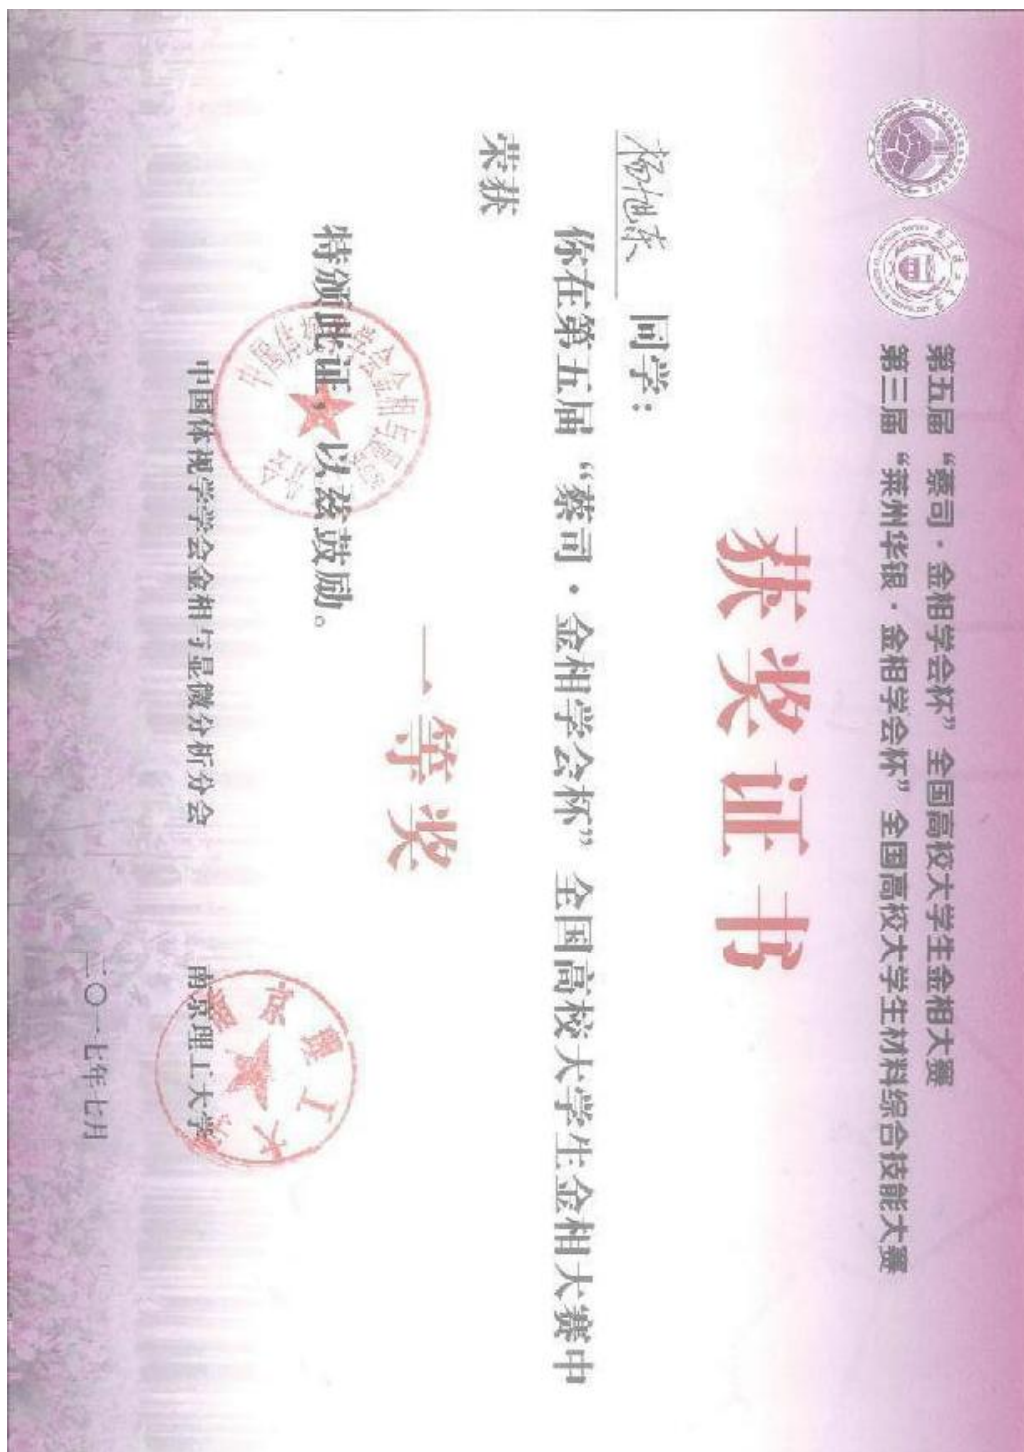 第五届“蔡司·金相学会杯”全国高校大学生金相大赛
第三届“莱州华银·金相学会杯”全国高校大学生材料综合技能大赛
获奖证书
杨旭东 同学：
你在第五届“蔡司·金相学会杯”全国高校大学生金相大赛中
荣获
一等奖
特颁此证，以兹鼓励。
中国体视学学会金相与显微分析分会 南京理工大学
二〇一七年七月